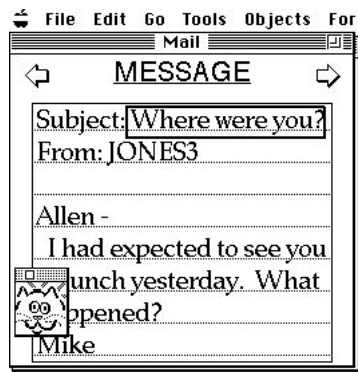 File Edit Go Tools Objects For
Mail
MESSAGE
Subject: Where were you?
From: JONES3
Allen -
I had expected to see you
unch yesterday. What
ppened?
Mike